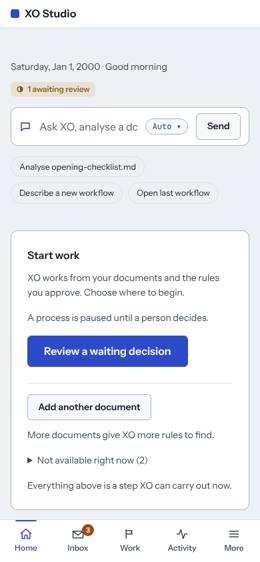 XO Studio
Saturday, Jan 1, 2000 · Good morning
1 awaiting review
Ask XO, analyse a dc
Auto ▾
Send
Analyse opening-checklist.md
Describe a new workflow
Open last workflow
Start work
XO works from your documents and the rules
you approve. Choose where to begin.
A process is paused until a person decides.
Review a waiting decision
Add another document
More documents give XO more rules to find.
▶ Not available right now (2)
Everything above is a step XO can carry out now.
3
Home
Inbox
Work
Activity
More